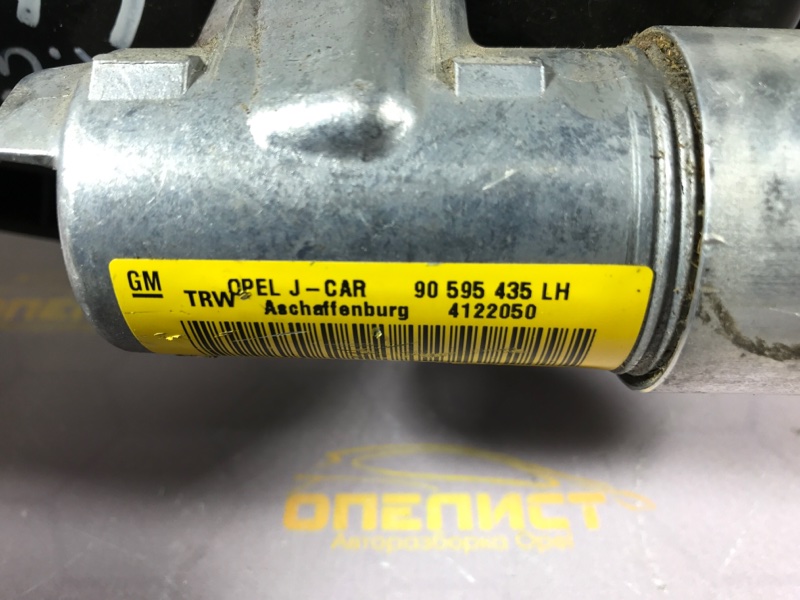 GM
OPEL J-CAR 90 595 435 LH
TRW Aschaffenburg 4122050
ОПЕЛИСТ
Авторазборка Opel